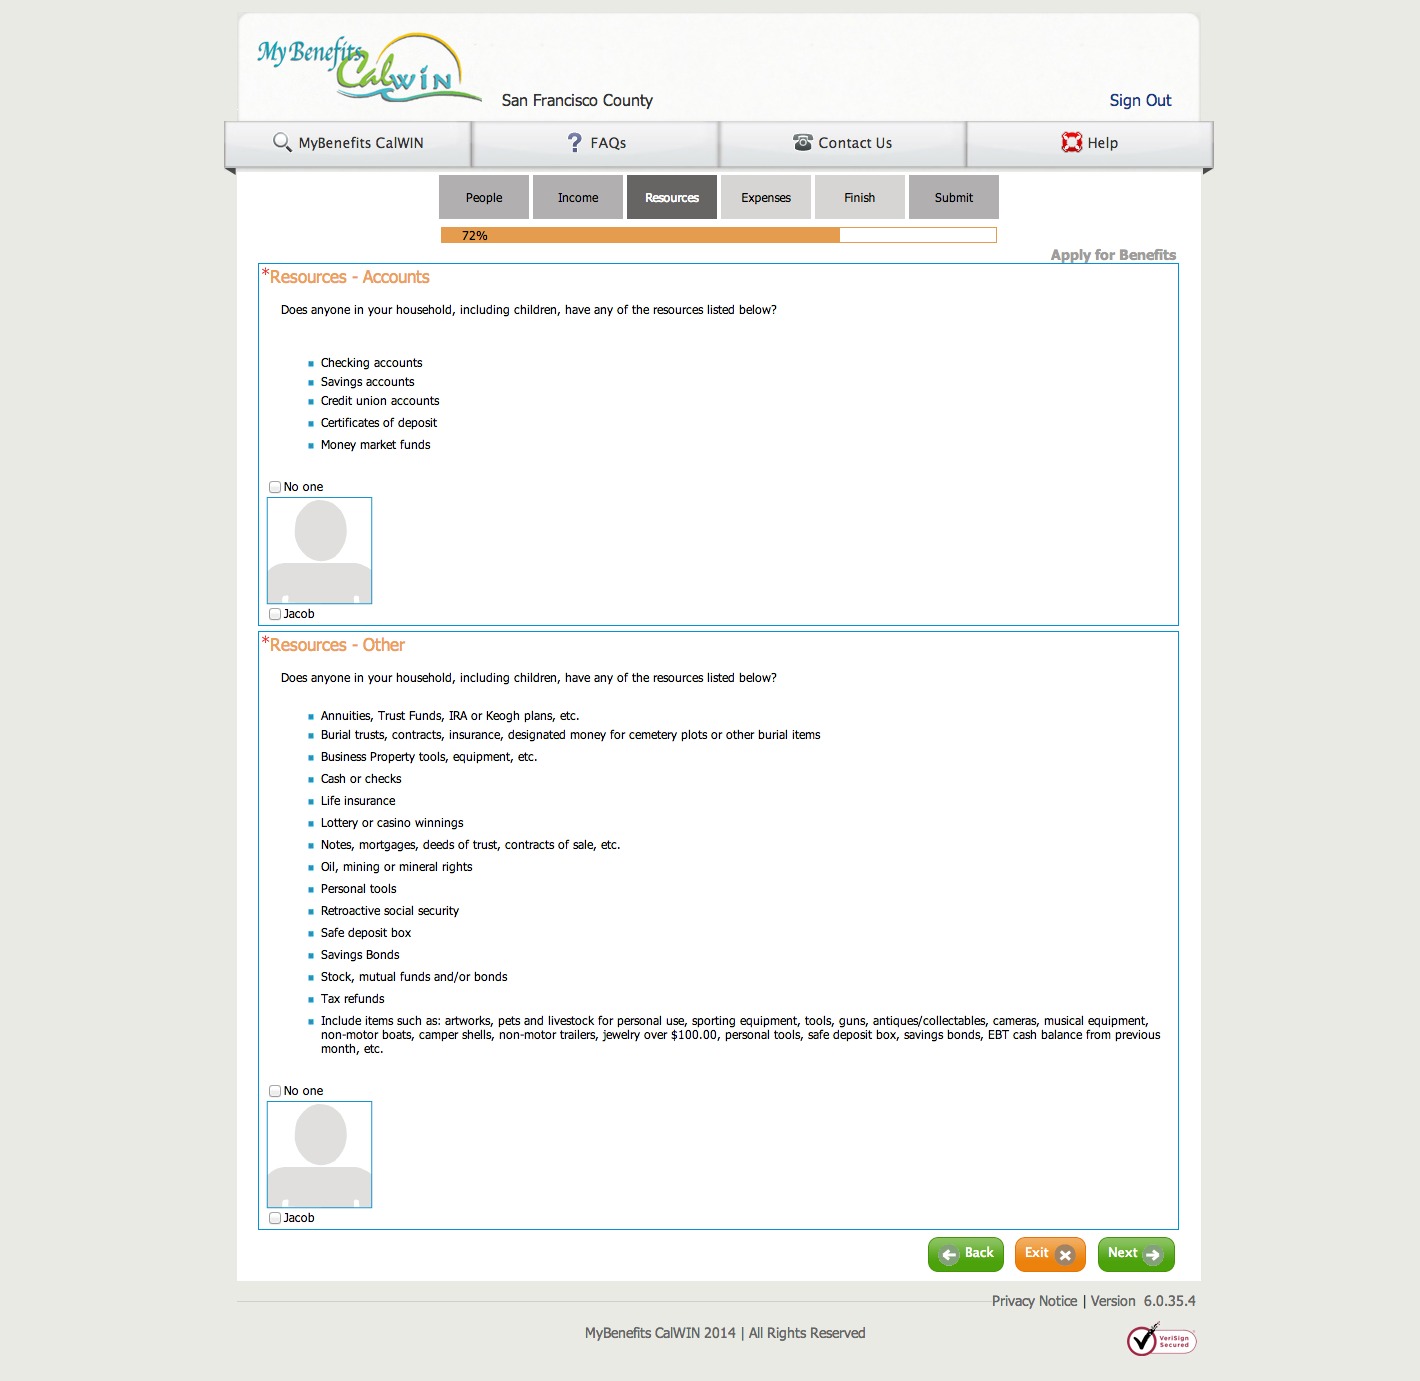 My Benefits
CalWIN
San Francisco County
Sign Out
MyBenefits CalWIN
FAQs
Contact Us
Help
People
Income
Resources
Expenses
Finish
Submit
72%
Apply for Benefits
*Resources - Accounts
Does anyone in your household, including children, have any of the resources listed below?
Checking accounts
Savings accounts
Credit union accounts
Certificates of deposit
Money market funds
No one
Jacob
*Resources - Other
Does anyone in your household, including children, have any of the resources listed below?
Annuities, Trust Funds, IRA or Keogh plans, etc.
Burial trusts, contracts, insurance, designated money for cemetery plots or other burial items
Business Property tools, equipment, etc.
Cash or checks
Life insurance
Lottery or casino winnings
Notes, mortgages, deeds of trust, contracts of sale, etc.
Oil, mining or mineral rights
Personal tools
Retroactive social security
Safe deposit box
Savings Bonds
Stock, mutual funds and/or bonds
Tax refunds
Include items such as: artworks, pets and livestock for personal use, sporting equipment, tools, guns, antiques/collectables, cameras, musical equipment,
non-motor boats, camper shells, non-motor trailers, jewelry over $100.00, personal tools, safe deposit box, savings bonds, EBT cash balance from previous
month, etc.
No one
Jacob
Back
Exit
Next
Privacy Notice | Version 6.0.35.4
MyBenefits CalWIN 2014 | All Rights Reserved
VeriSign
Secured